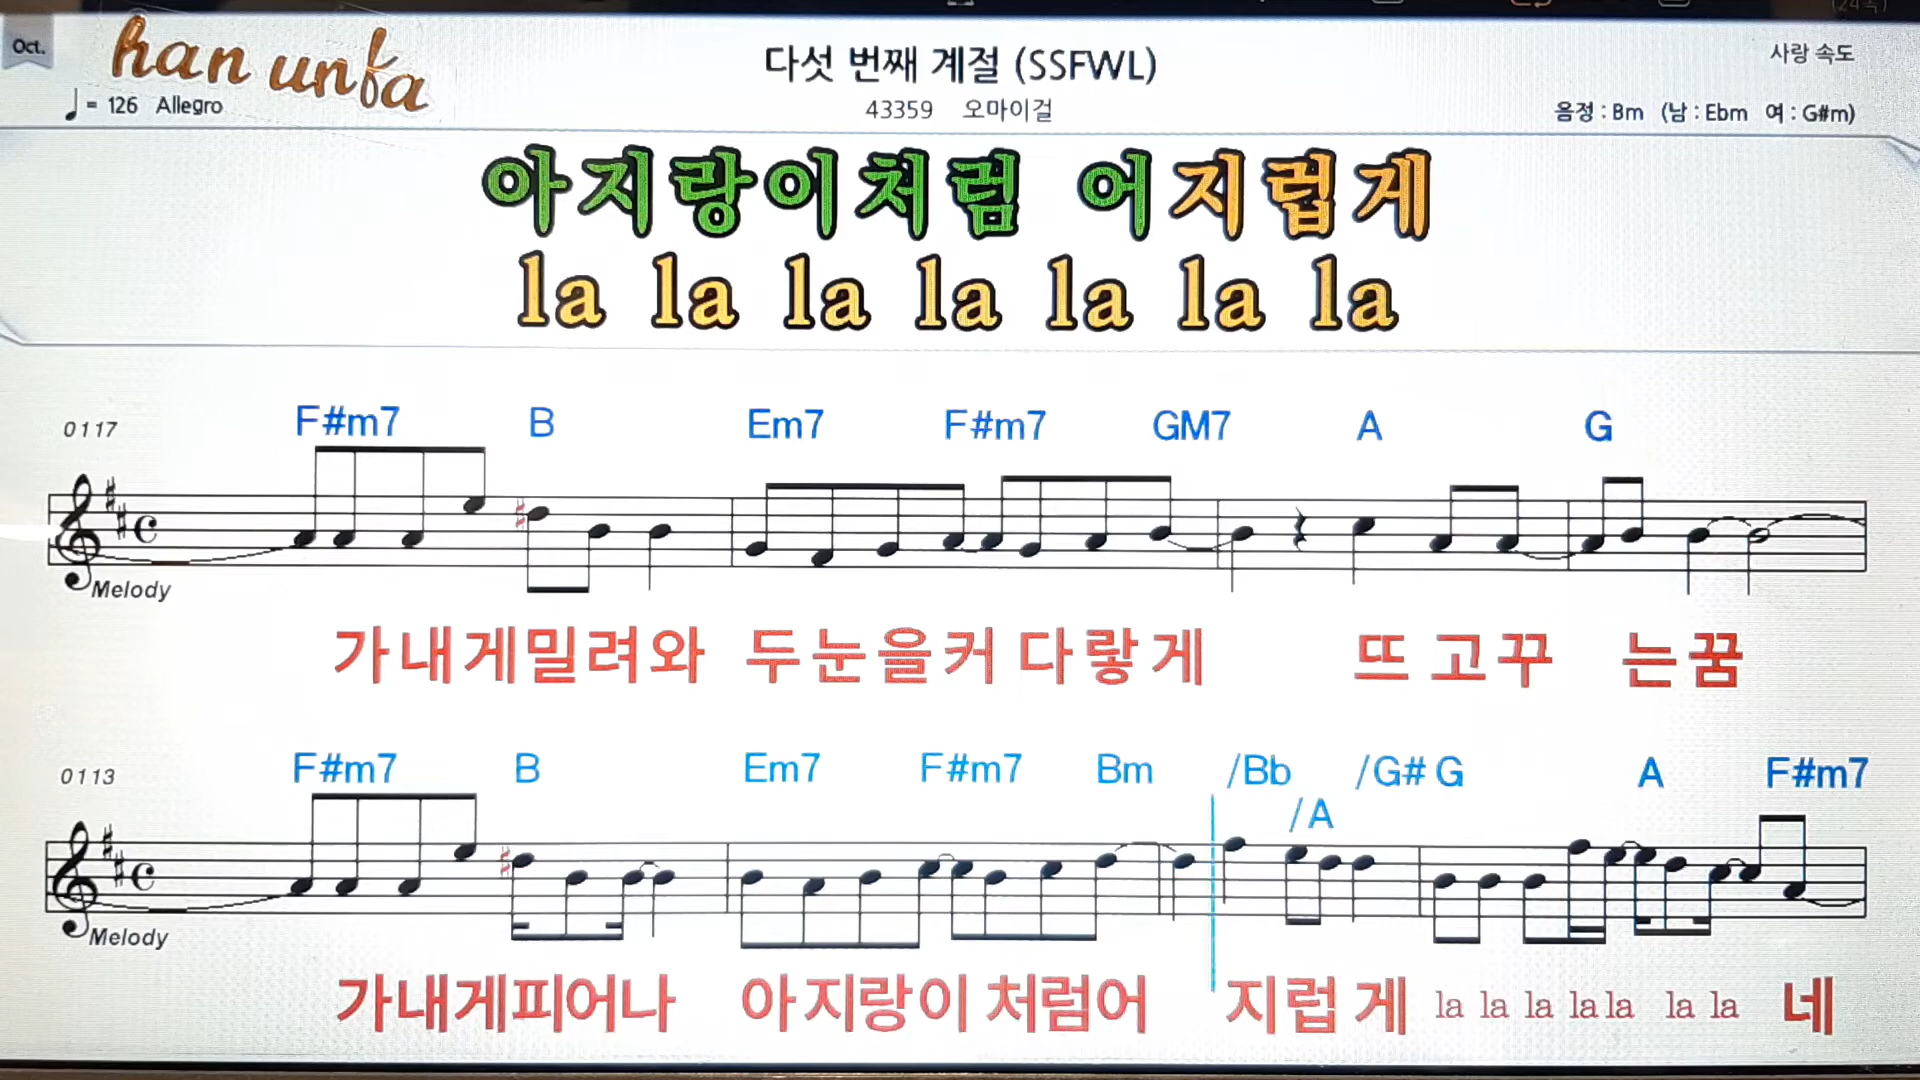 (24곡)
Oct.
han unfa
다섯 번째 계절 (SSFWL)
사랑 속도
♩ = 126 Allegro
43359 오마이걸
음정 : Bm (남 : Ebm 여 : G#m)
아지랑이처럼 어지럽게
la la la la la la la
0117 F#m7 B Em7 F#m7 GM7 A G
Melody
가내게밀려와 두눈을커 다랗게 뜨고꾸 는꿈
0113 F#m7 B Em7 F#m7 Bm /Bb /G# G A F#m7
/A
Melody
가내게피어나 아지랑이 처럼어 지럽게 la la la la la la la 네